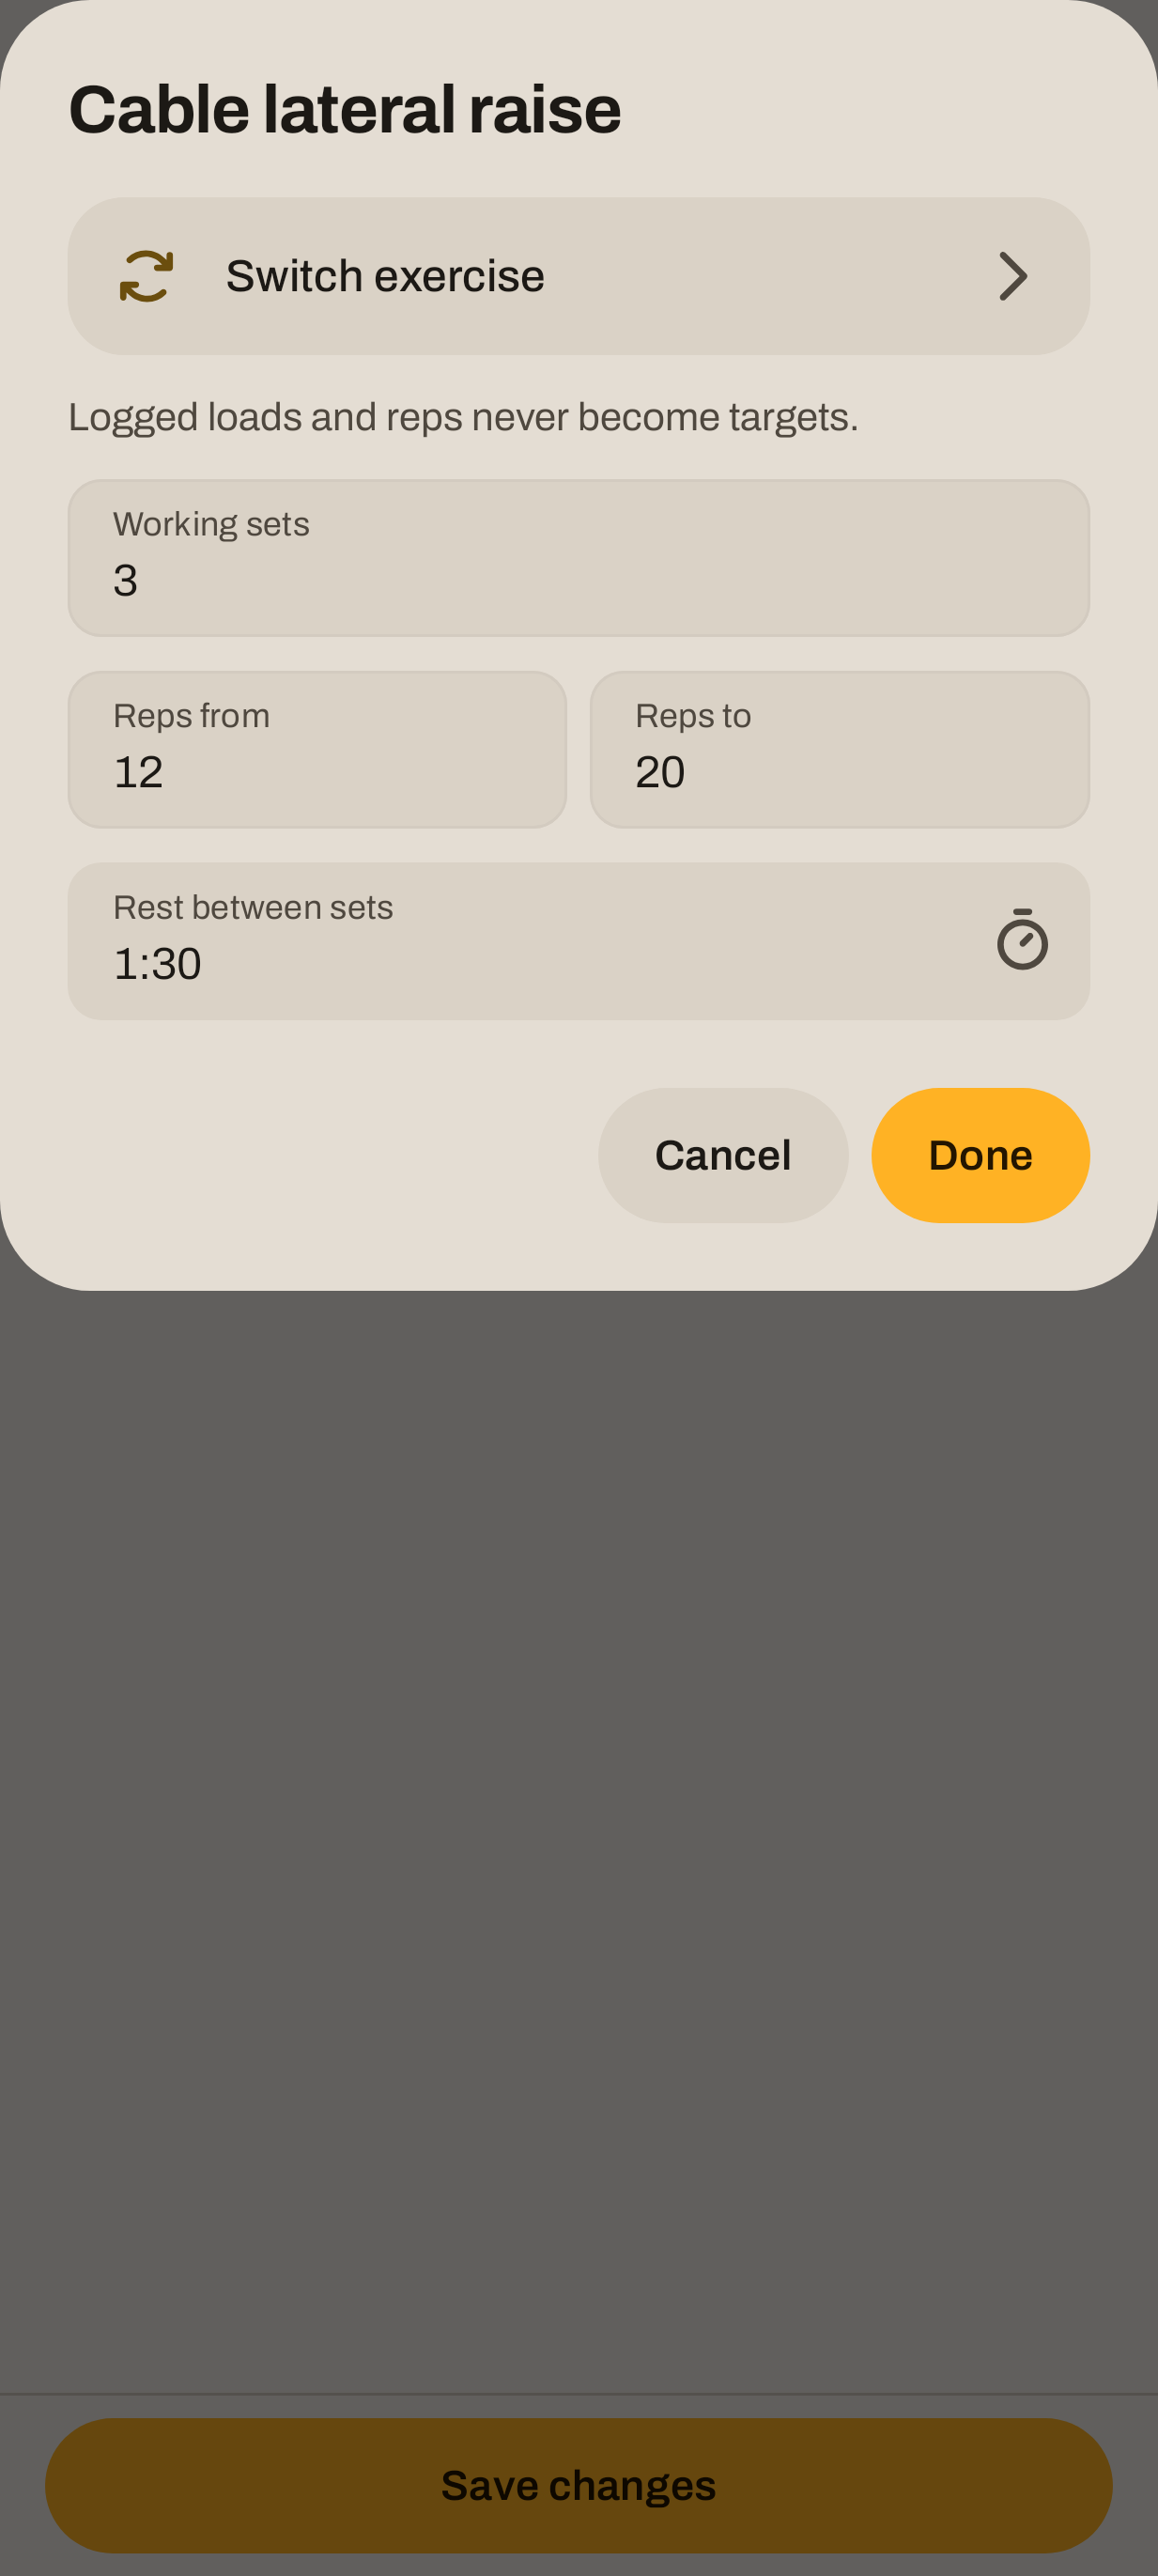 Cable lateral raise
Switch exercise
Logged loads and reps never become targets.
Working sets
3
Reps from
12
Reps to
20
Rest between sets
1:30
Cancel
Done
Save changes